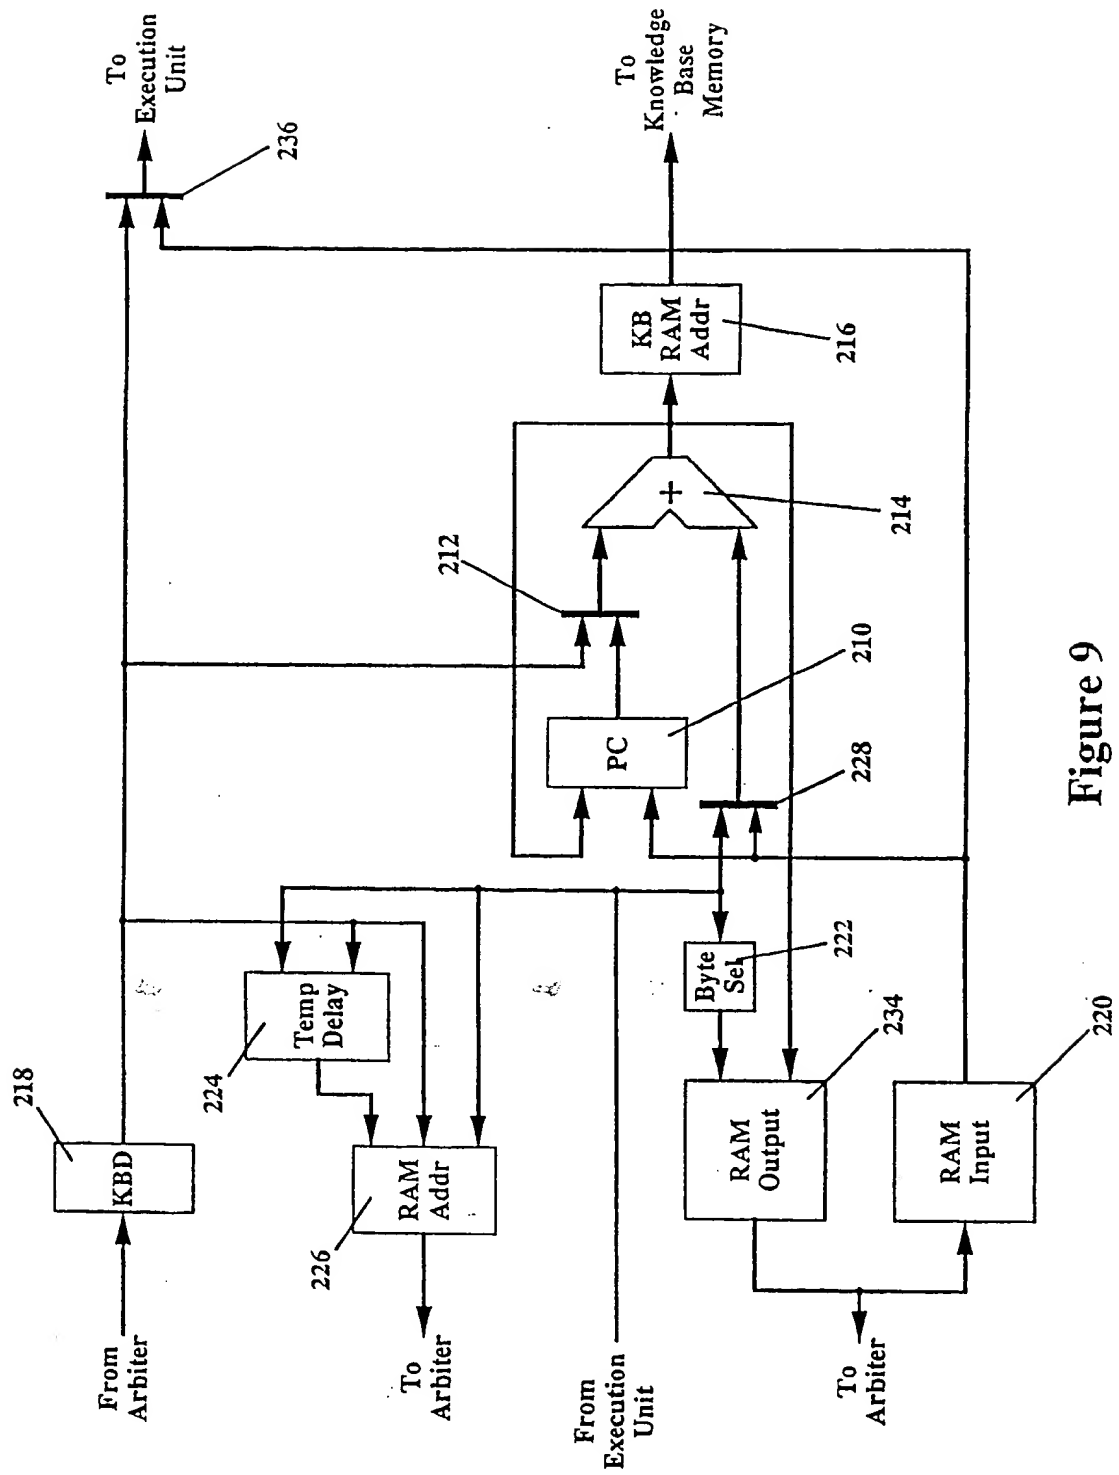 From
Arbiter
218
KBD
To
Execution
Unit
236
224
Temp
Delay
226
RAM
Addr
To
Arbiter
212
To
Knowledge
Base
Memory
KB
RAM
Addr
216
From
Execution
Unit
PC
210
+
214
Byte
Sel
222
228
RAM
Output
234
To
Arbiter
RAM
Input
220
Figure 9